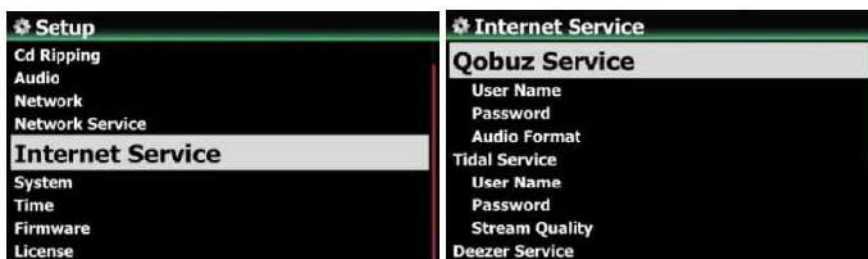 Setup
Cd Ripping
Audio
Network
Network Service
Internet Service
System
Time
Firmware
License
Internet Service
Qobuz Service
User Name
Password
Audio Format
Tidal Service
User Name
Password
Stream Quality
Deezer Service